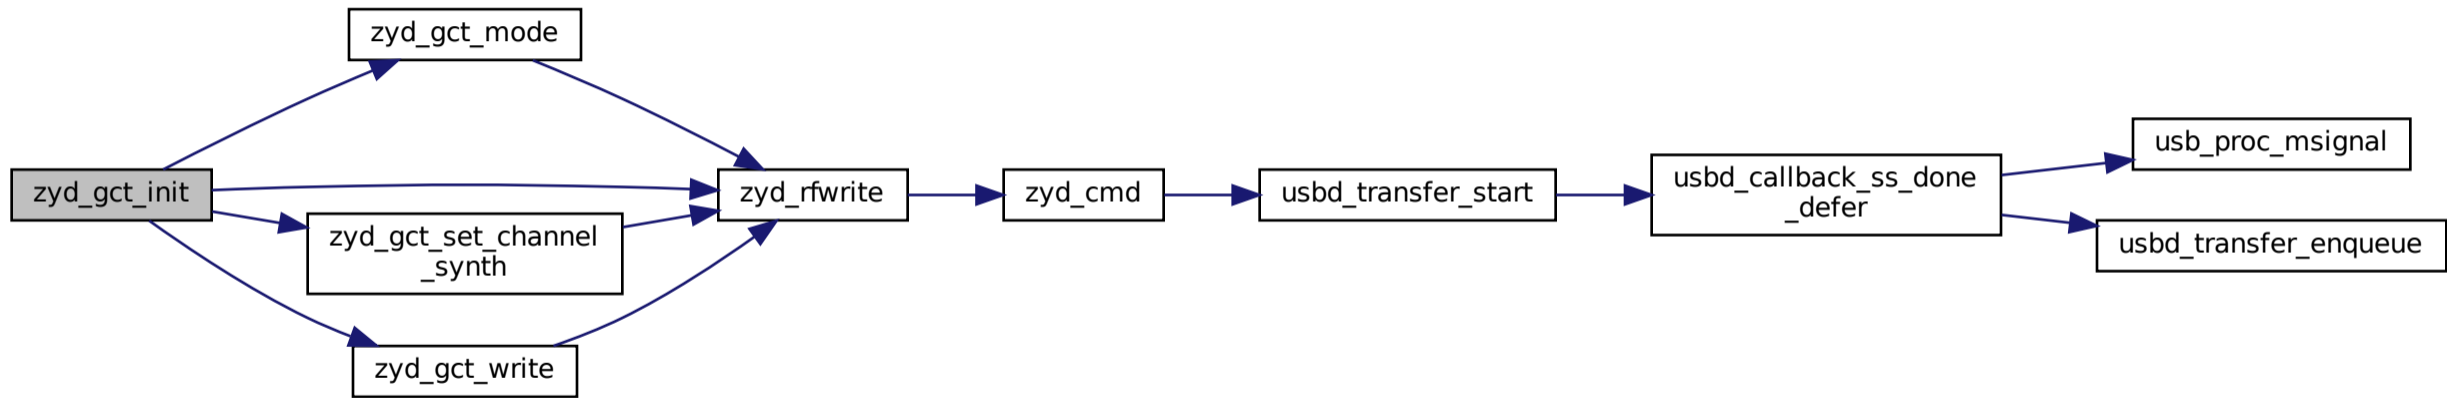 zyd_gct_init
zyd_gct_mode
zyd_gct_set_channel
_synth
zyd_gct_write
zyd_rfwrite
zyd_cmd
usbd_transfer_start
usbd_callback_ss_done
_defer
usb_proc_msignal
usbd_transfer_enqueue